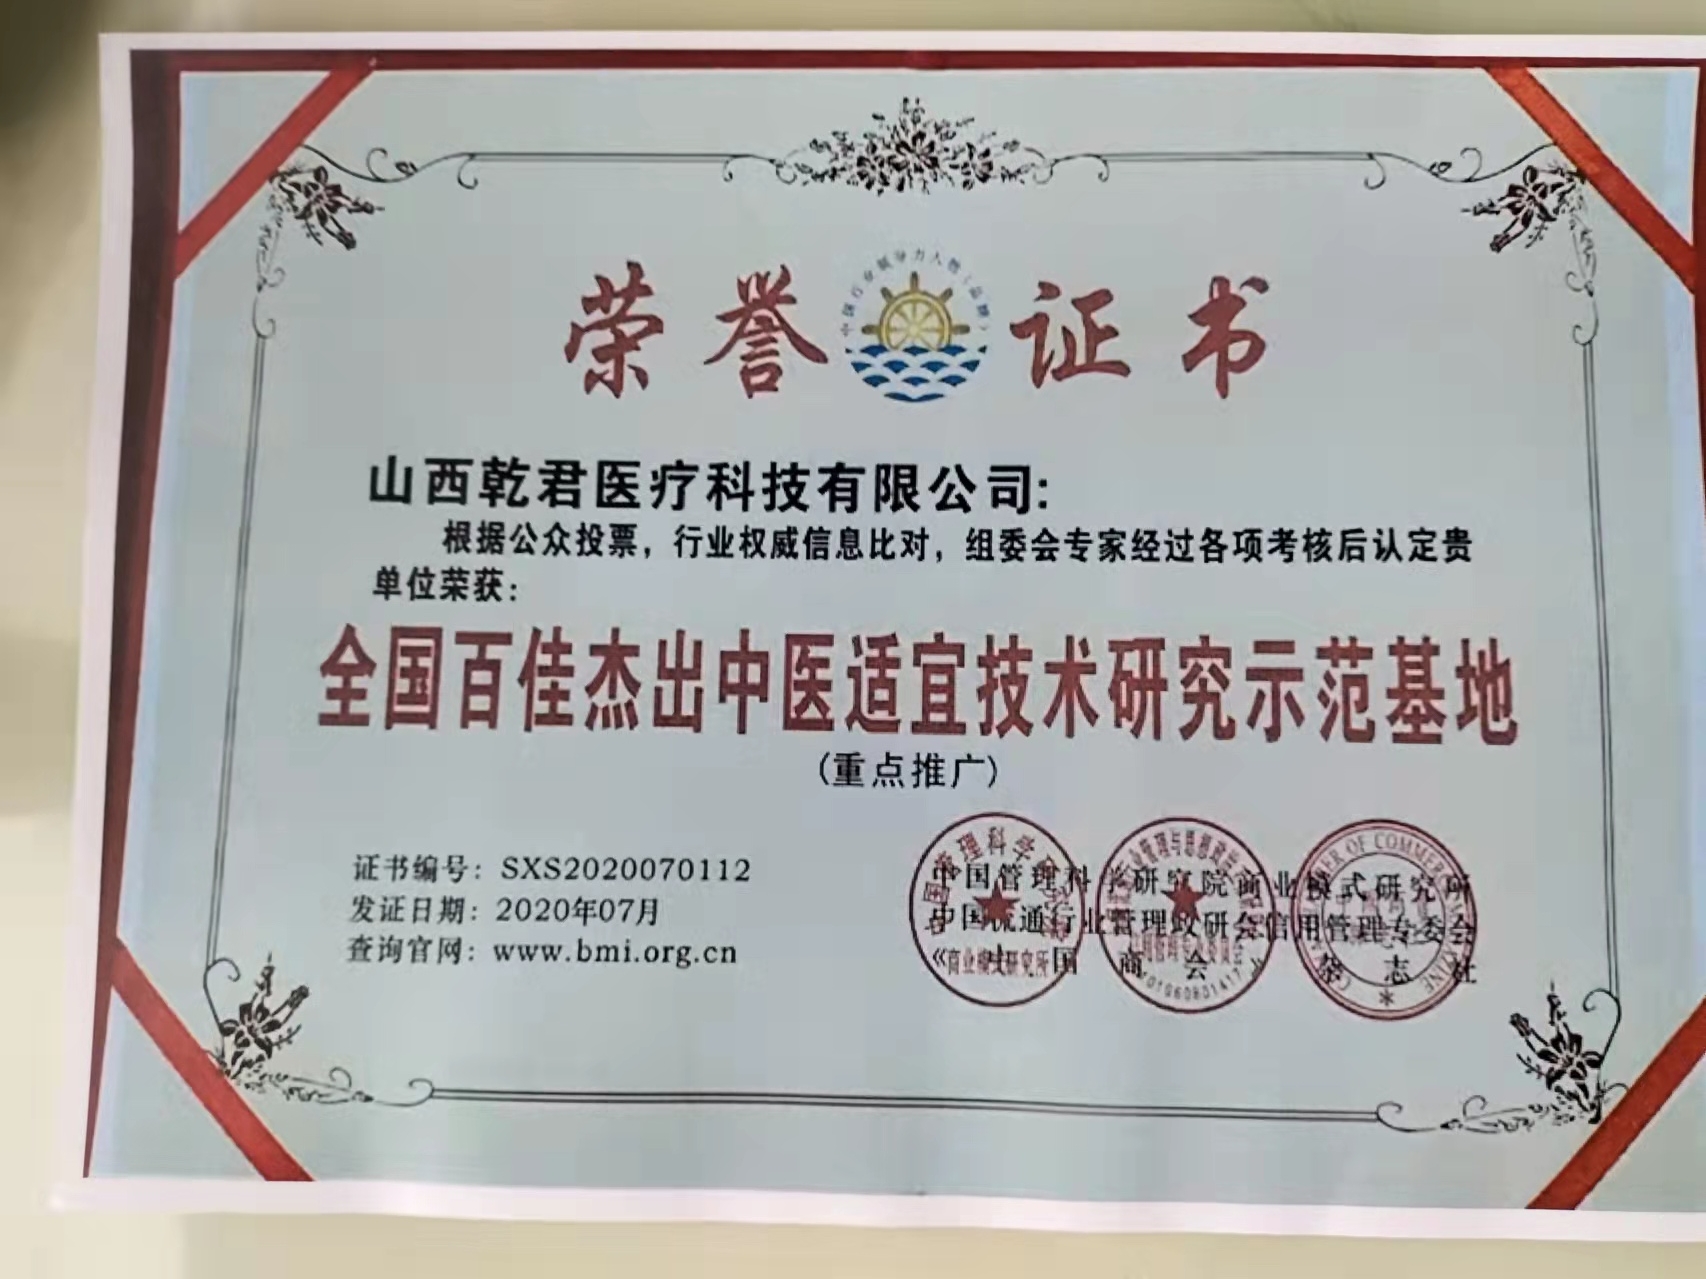 荣誉证书
山西乾君医疗科技有限公司:
根据公众投票，行业权威信息比对，组委会专家经过各项考核后认定贵
单位荣获：
全国百佳杰出中医适宜技术研究示范基地
(重点推广)
证书编号：SXS2020070112
发证日期：2020年07月
查询官网：www.bmi.org.cn
中国管理科学研究院商业模式研究所
中国流通行业管理政研会信用管理专委会
《中国商会》杂志社
商业模式研究所